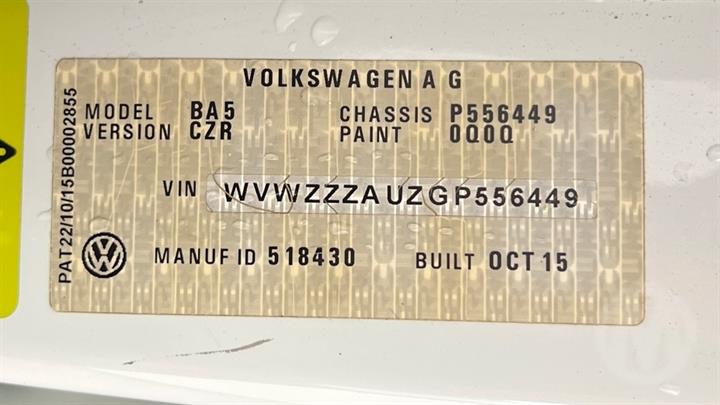 VOLKSWAGEN A G
MODEL BA5 CHASSIS P556449
VERSION CZR PAINT 0Q0Q
VIN WVWZZZAUZGP556449
MANUF ID 518430 BUILT OCT 15
PAT22/10/15B00002855